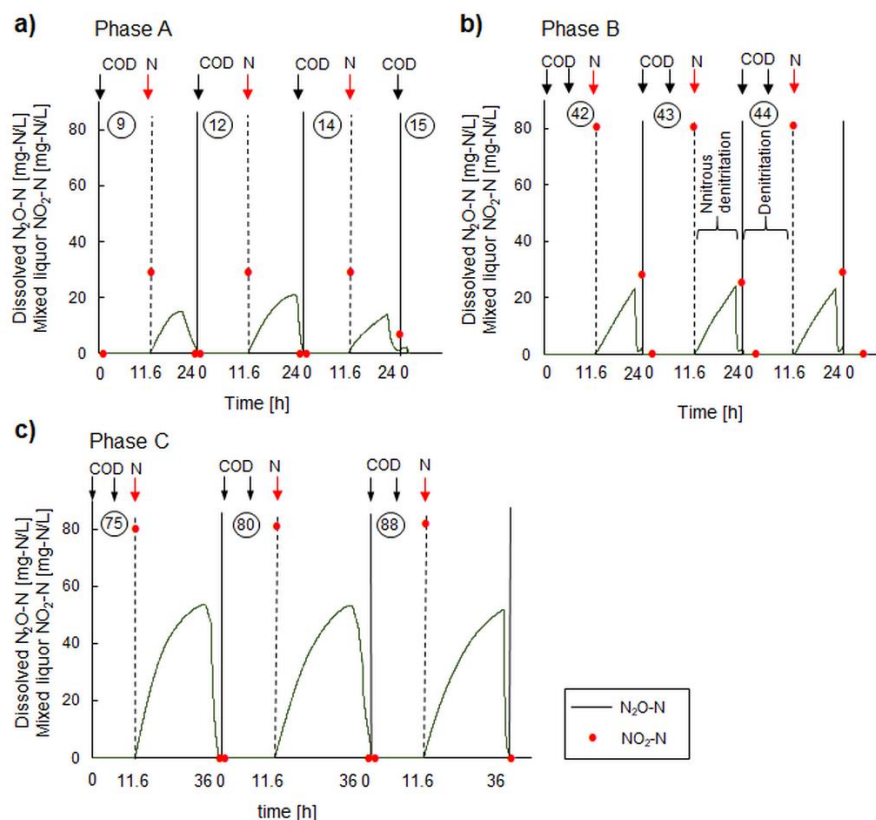 a)
Phase A
COD N COD N COD N COD
9 12 14 15
Dissolved N₂O-N [mg-N/L]
Mixed liquor NO₂-N [mg-N/L]
80
60
40
20
0
0 11.6 24 0 11.6 24 0 11.6 24 0
Time [h]
b)
Phase B
COD N COD N COD N
42 43 44
Dissolved N₂O-N [mg-N/L]
Mixed liquor NO₂-N [mg-N/L]
80
60
40
20
0
Nnitrous
denitritation
Denitritation
0 11.6 24 0 11.6 24 0 11.6 24 0
Time [h]
c)
Phase C
COD N COD N COD N
75 80 88
Dissolved N₂O-N [mg-N/L]
Mixed liquor NO₂-N [mg-N/L]
80
60
40
20
0
0 11.6 36 0 11.6 36 0 11.6 36
time [h]
N₂O-N
NO₂-N